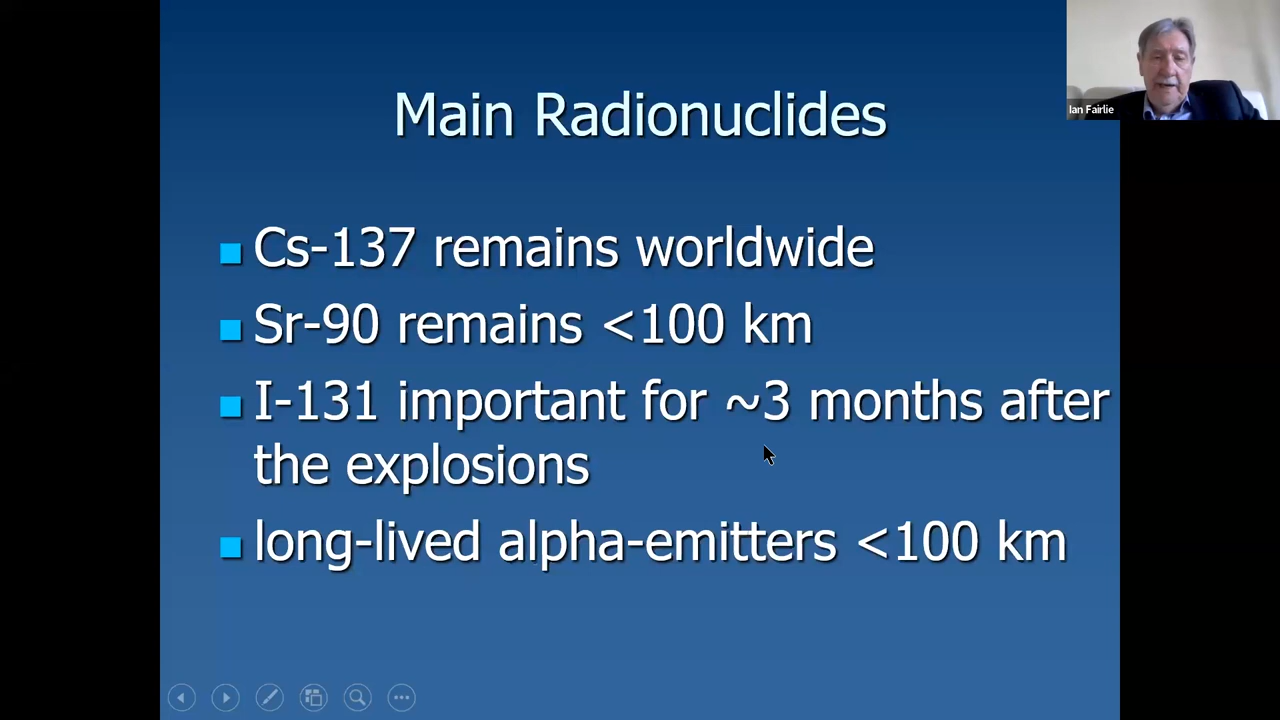 Main Radionuclides
Ian Fairlie
Cs-137 remains worldwide
Sr-90 remains <100 km
I-131 important for ~3 months after
the explosions
long-lived alpha-emitters <100 km